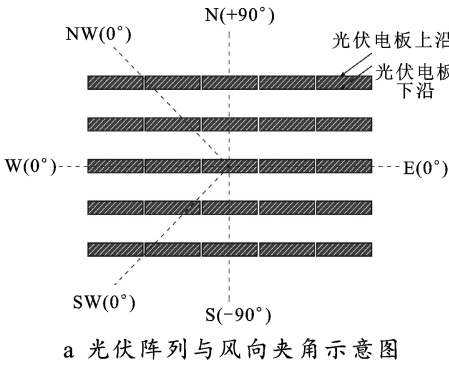 N(+90°)
NW(0°)
光伏电板上沿
光伏电板
下沿
W(0°)
E(0°)
SW(0°)
S(-90°)
a 光伏阵列与风向夹角示意图